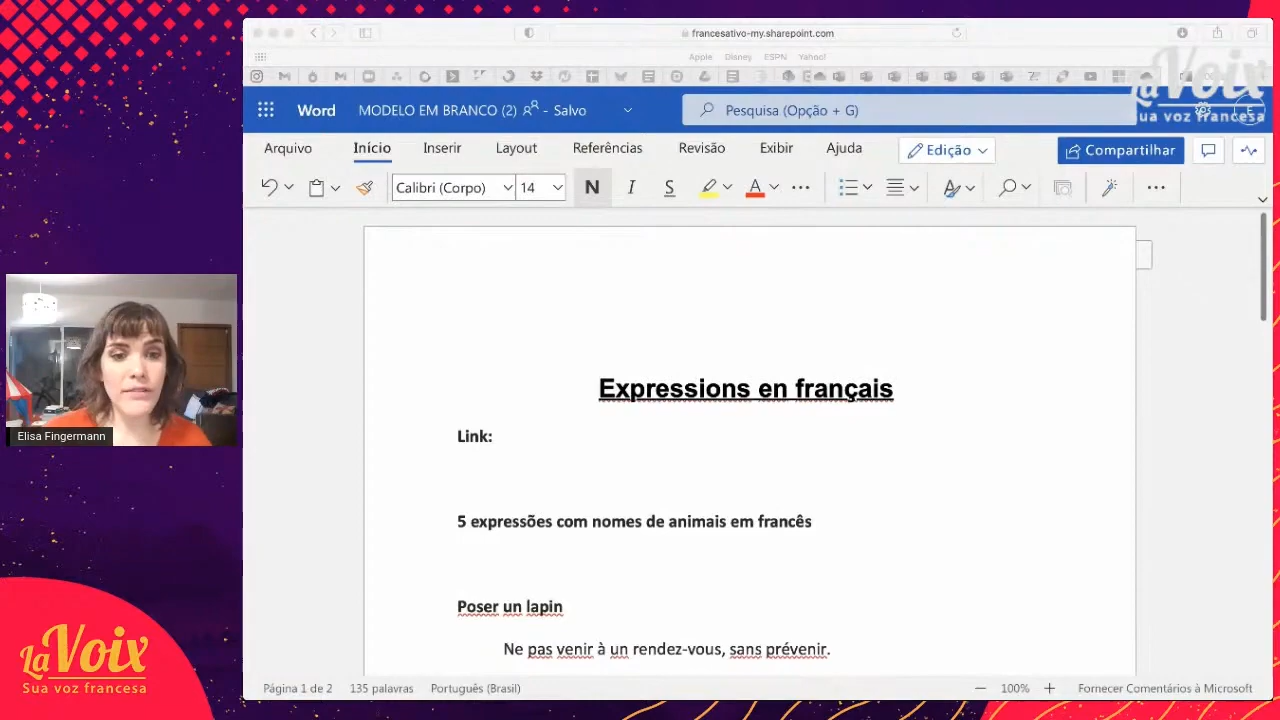 francesativo-my.sharepoint.com
Apple Disney ESPN Yahoo!
La Voix
Sua voz francesa
Word MODELO EM BRANCO (2) - Salvo Pesquisa (Opção + G)
Arquivo Início Inserir Layout Referências Revisão Exibir Ajuda Edição Compartilhar
Calibri (Corpo) 14 N I S A
Expressions en français
Link:
5 expressões com nomes de animais em francês
Poser un lapin
Ne pas venir à un rendez-vous, sans prévenir.
Elisa Fingermann
La Voix
Sua voz francesa
Página 1 de 2 135 palavras Português (Brasil) 100% Fornecer Comentários à Microsoft